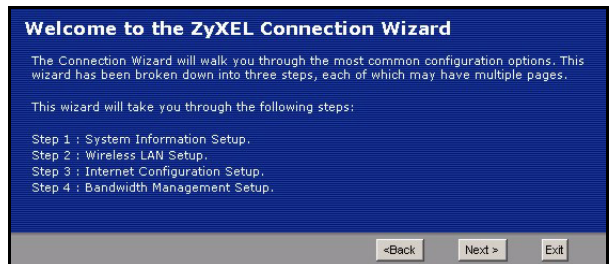 Welcome to the ZyXEL Connection Wizard
The Connection Wizard will walk you through the most common configuration options. This
wizard has been broken down into three steps, each of which may have multiple pages.
This wizard will take you through the following steps:
Step 1 : System Information Setup.
Step 2 : Wireless LAN Setup.
Step 3 : Internet Configuration Setup.
Step 4 : Bandwidth Management Setup.
<Back Next > Exit